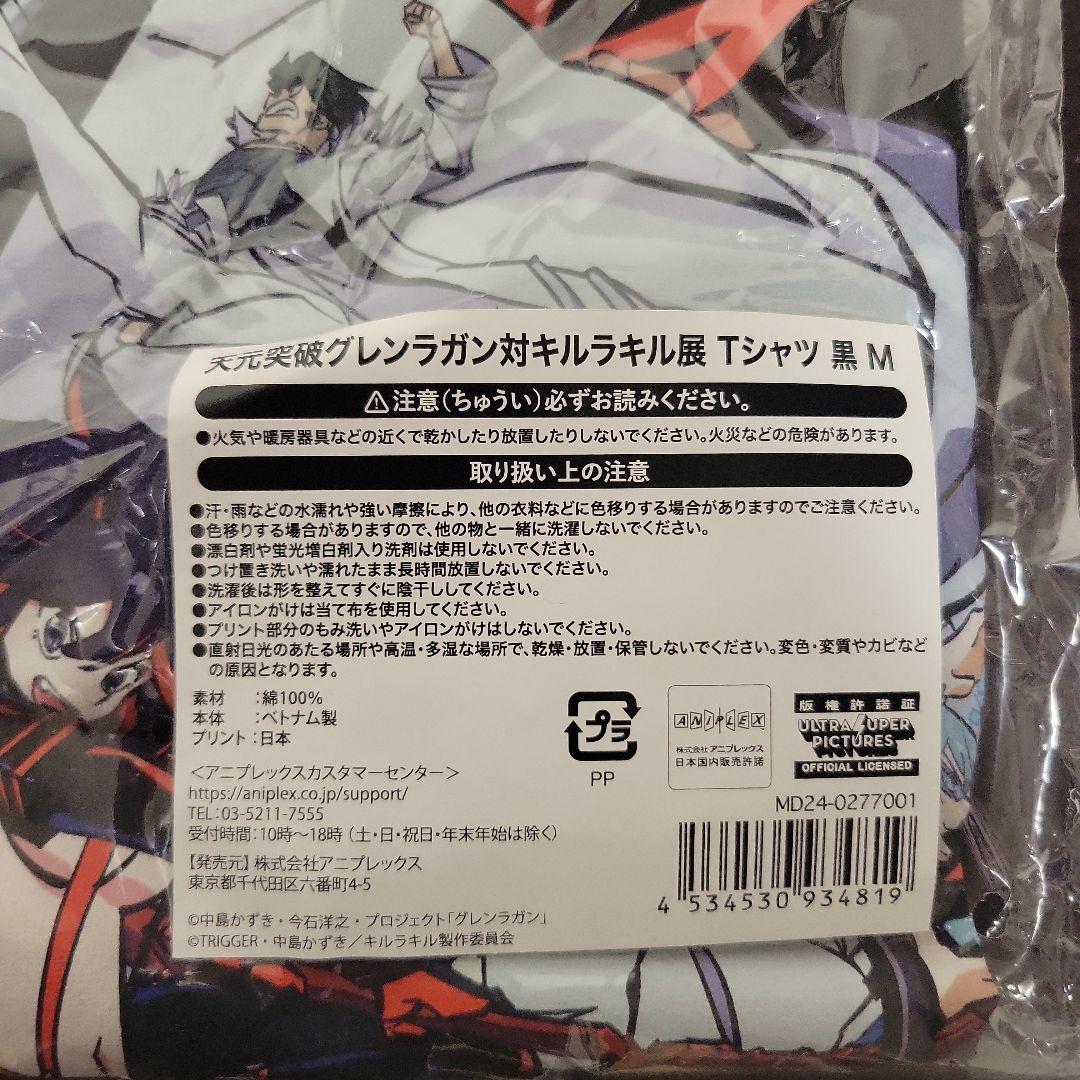 天元突破グレンラガン対キルラキル展 Tシャツ 黒 M
⚠注意(ちゅうい)必ずお読みください。
●火気や暖房器具などの近くで乾かしたり放置したりしないでください。火災などの危険があります。
取り扱い上の注意
●汗・雨などの水濡れや強い摩擦により、他の衣料などに色移りする場合がありますのでご注意ください。
●色移りする場合がありますので、他の物と一緒に洗濯しないでください。
●漂白剤や蛍光増白剤入り洗剤は使用しないでください。
●つけ置き洗いや濡れたまま長時間放置しないでください。
●洗濯後は形を整えてすぐに陰干ししてください。
●アイロンがけは当て布を使用してください。
●プリント部分のもみ洗いやアイロンがけはしないでください。
●直射日光のあたる場所や高温・多湿な場所で、乾燥・放置・保管しないでください。変色・変質やカビなど
の原因となります。
素材 :綿100%
本体 :ベトナム製
プリント:日本
プラ
PP
ANIPLEX
株式会社アニプレックス
日本国内販売許諾
版権許諾証
ULTRA SUPER
PICTURES
OFFICIAL LICENSED
<アニプレックスカスタマーセンター>
https://aniplex.co.jp/support/
TEL:03-5211-7555
受付時間:10時〜18時(土・日・祝日・年末年始は除く)
【発売元】株式会社アニプレックス
東京都千代田区六番町4-5
MD24-0277001
4 534530 934819
©中島かずき・今石洋之・プロジェクト「グレンラガン」
©TRIGGER・中島かずき/キルラキル製作委員会